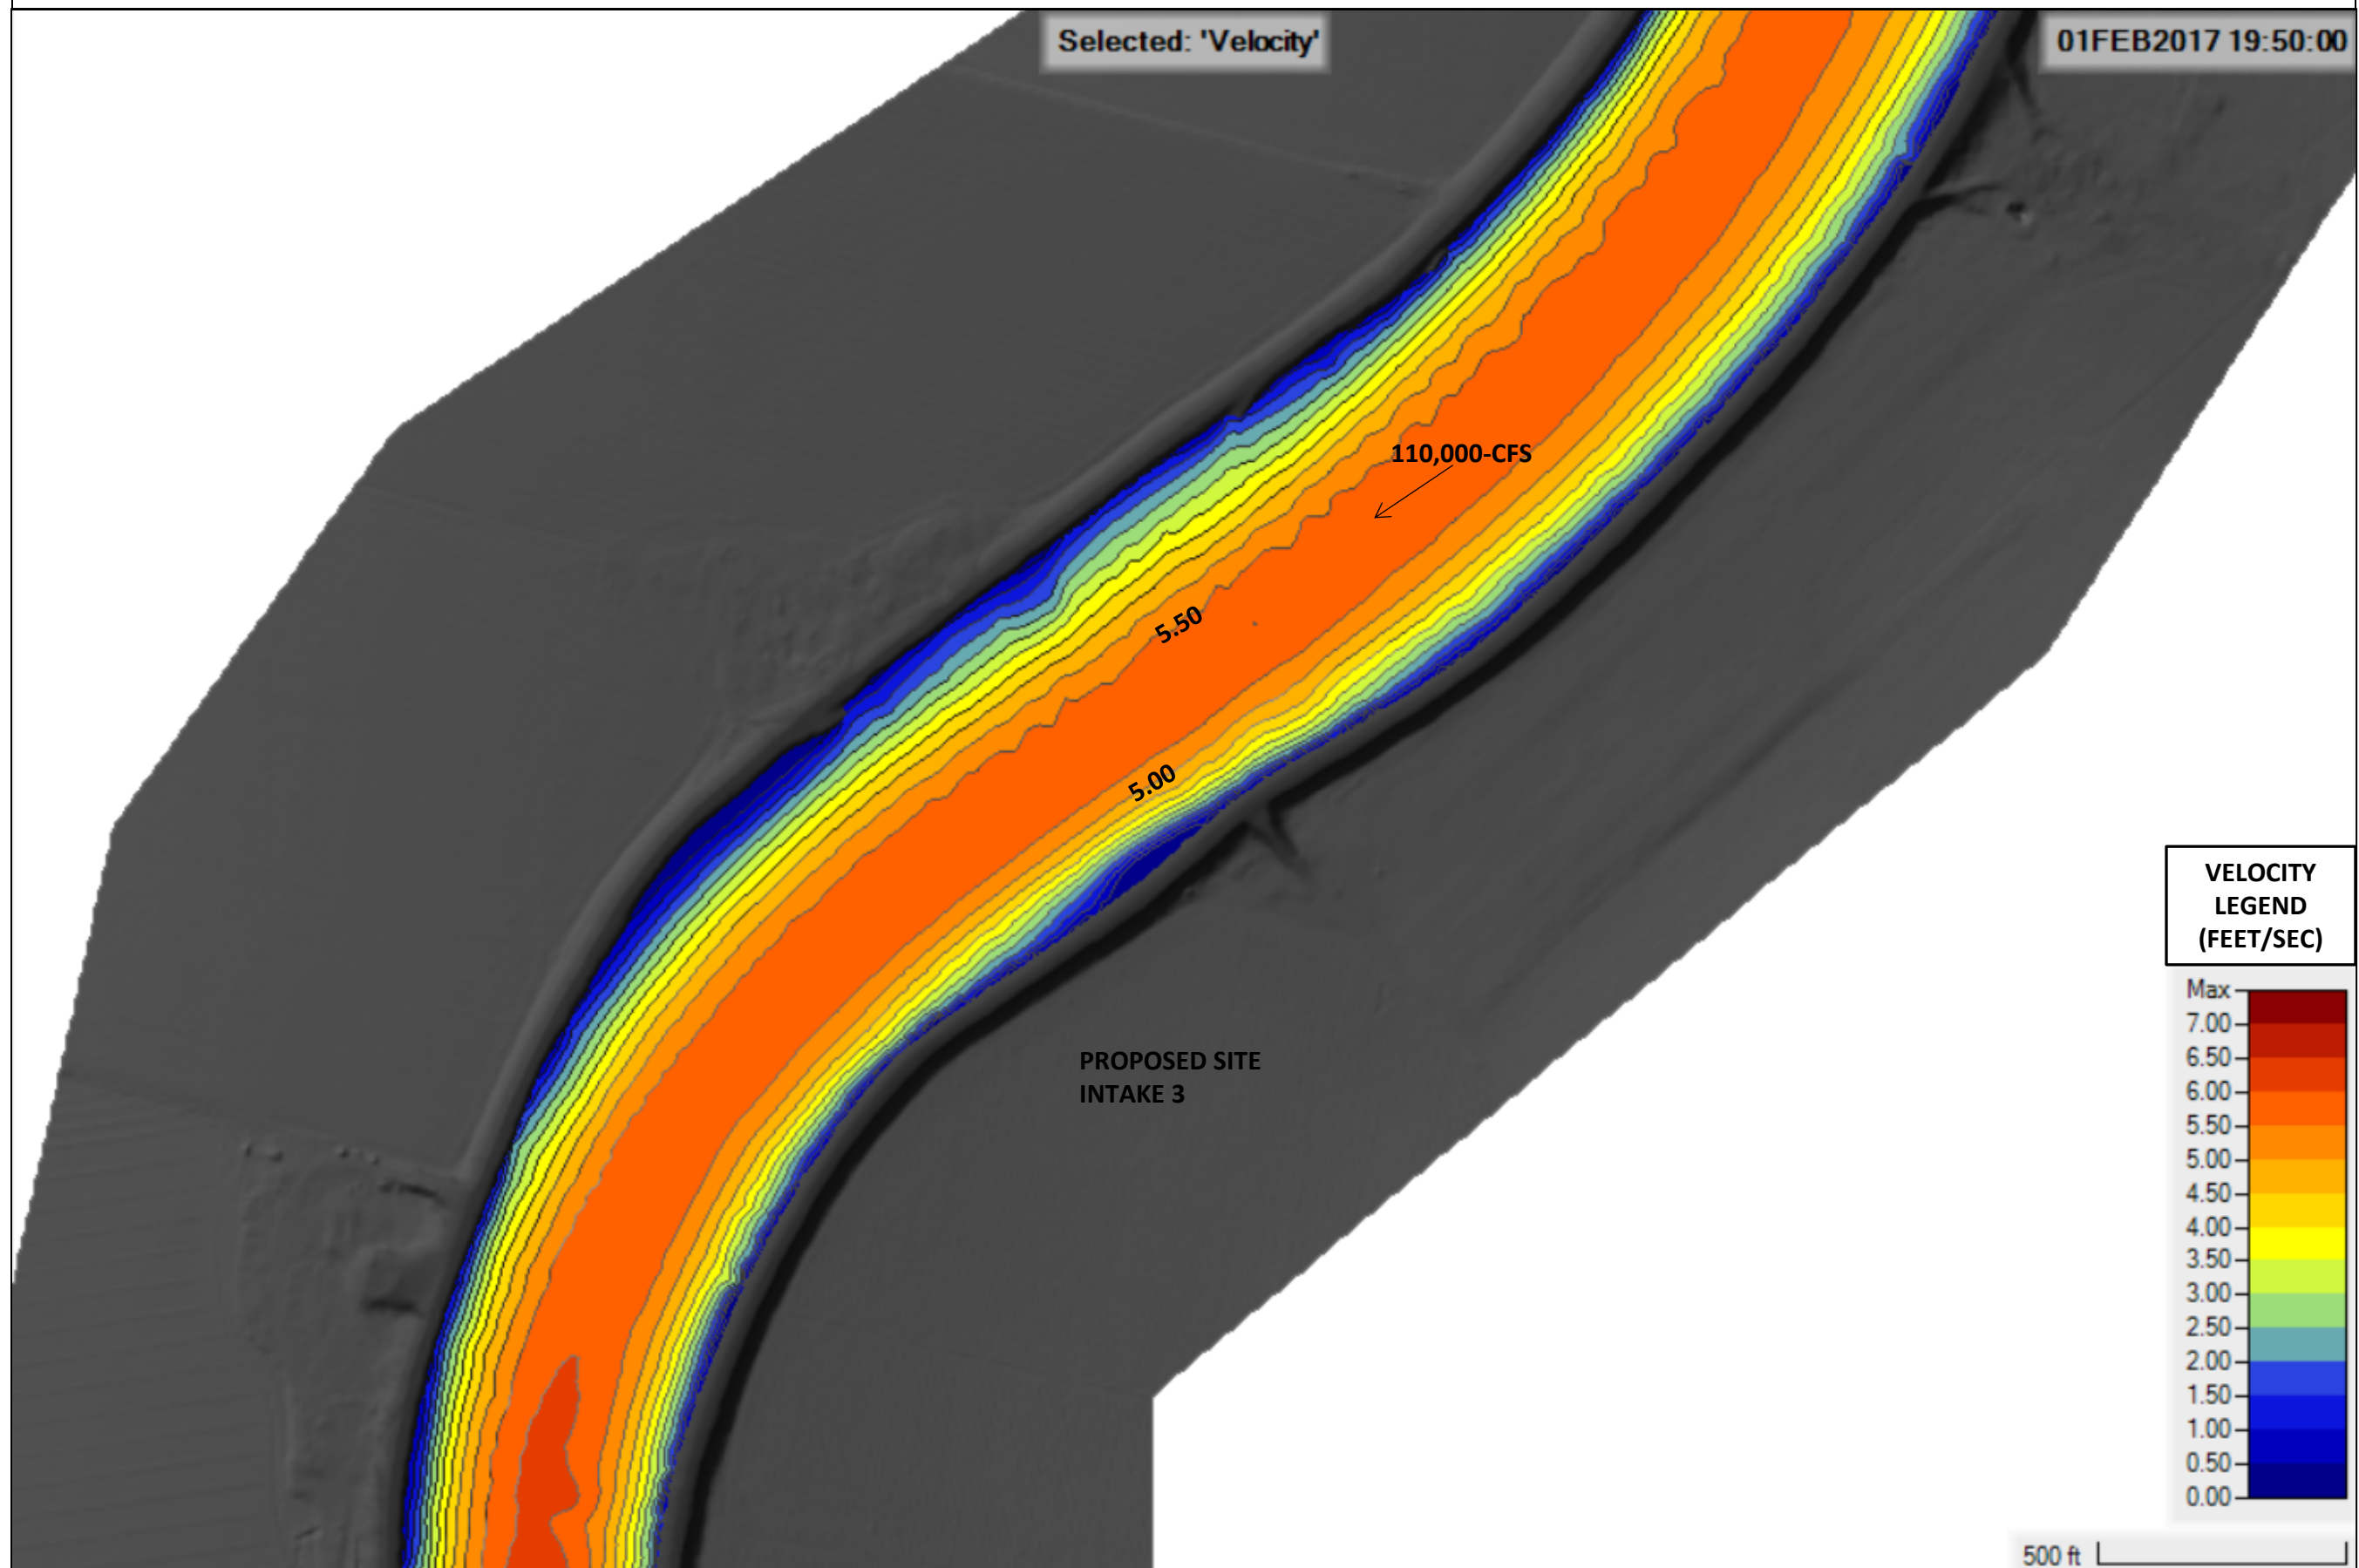 Selected: 'Velocity'
01FEB2017 19:50:00
110,000-CFS
5.50
5.00
PROPOSED SITE
INTAKE 3
VELOCITY
LEGEND
(FEET/SEC)
Max
7.00
6.50
6.00
5.50
5.00
4.50
4.00
3.50
3.00
2.50
2.00
1.50
1.00
0.50
0.00
500 ft